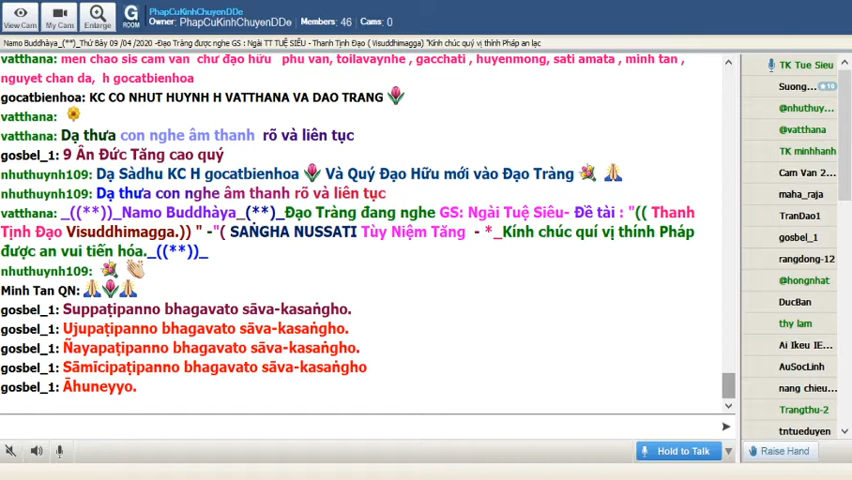 PhapCuKinhChuyenDDe
Owner: PhapCuKinhChuyenDDe Members: 46 Cams: 0
View Cam
My Cam
Enlarge
G
ROOM
Namo Buddhàya_(**)_Thứ Bảy 09 /04 /2020 -Đạo Tràng được nghe GS : Ngài TT TUỆ SIÊU - Thanh Tịnh Đạo ( Visuddhimagga) "Kính chúc quý vị thính Pháp an lạc
vatthana: men chao sis cam van chư đạo hữu phu van, toilavaynhe , gacchati , huyenmong, sati amata , minh tan ,
nguyet chan da, h gocatbienhoa
gocatbienhoa: KC CO NHUT HUYNH H VATTHANA VA DAO TRANG
vatthana:
vatthana: Dạ thưa con nghe âm thanh rõ và liên tục
gosbel_1: 9 Ân Đức Tăng cao quý
nhuthuynh109: Dạ Sàdhu KC H gocatbienhoa Và Quý Đạo Hữu mới vào Đạo Tràng
nhuthuynh109: Dạ thưa con nghe âm thanh rõ và liên tục
vatthana: _((**))_Namo Buddhàya_(**)_Đạo Tràng đang nghe GS: Ngài Tuệ Siêu- Đề tài : "(( Thanh
Tịnh Đạo Visuddhimagga.)) " -"( SAṄGHA NUSSATI Tùy Niệm Tăng - *_Kính chúc quí vị thính Pháp
được an vui tiến hóa._((**))_
nhuthuynh109:
Minh Tan QN:
gosbel_1: Suppaṭipanno bhagavato sāva-kasaṅgho.
gosbel_1: Ujupaṭipanno bhagavato sāva-kasaṅgho.
gosbel_1: Ñayapaṭipanno bhagavato sāva-kasaṅgho.
gosbel_1: Sāmīcipaṭipanno bhagavato sāva-kasaṅgho
gosbel_1: Āhuneyyo.
TK Tue Sieu
Suong... 10
@nhuthuy...
@vatthana
TK minhhanh
Cam Van 2...
maha_raja
TranDao1
gosbel_1
rangdong-12
@hongnhat
DucBan
thy lam
Ai Ikeu IE...
AuSocLinh
nang chieu...
Trangthu-2
tntueduyen
Hold to Talk
Raise Hand